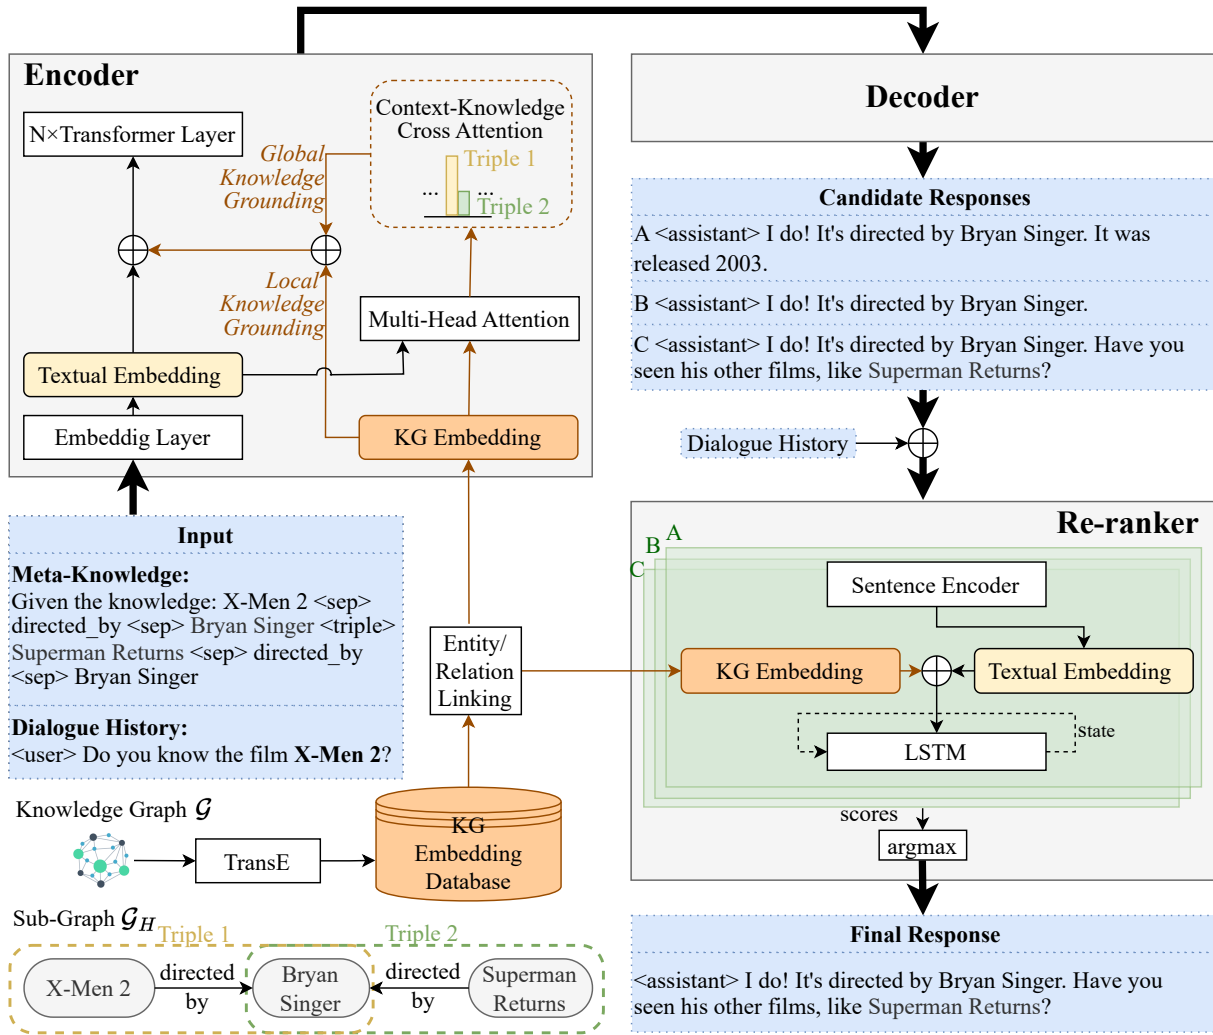 Encoder
N×Transformer Layer
Context-Knowledge
Cross Attention
Triple 1
...
...
Triple 2
Global
Knowledge
Grounding
Local
Knowledge
Grounding
Multi-Head Attention
Textual Embedding
Embeddig Layer
KG Embedding
Input
Meta-Knowledge:
Given the knowledge: X-Men 2 <sep>
directed_by <sep> Bryan Singer <triple>
Superman Returns <sep> directed_by
<sep> Bryan Singer
Dialogue History:
<user> Do you know the film X-Men 2?
Entity/
Relation
Linking
Knowledge Graph 𝒢
TransE
KG
Embedding
Database
Sub-Graph 𝒢H
Triple 1
Triple 2
X-Men 2
directed
by
Bryan
Singer
directed
by
Superman
Returns
Decoder
Candidate Responses
A <assistant> I do! It's directed by Bryan Singer. It was
released 2003.
B <assistant> I do! It's directed by Bryan Singer.
C <assistant> I do! It's directed by Bryan Singer. Have you
seen his other films, like Superman Returns?
Dialogue History
Re-ranker
A
B
C
Sentence Encoder
KG Embedding
Textual Embedding
LSTM
state
scores
argmax
Final Response
<assistant> I do! It's directed by Bryan Singer. Have you
seen his other films, like Superman Returns?